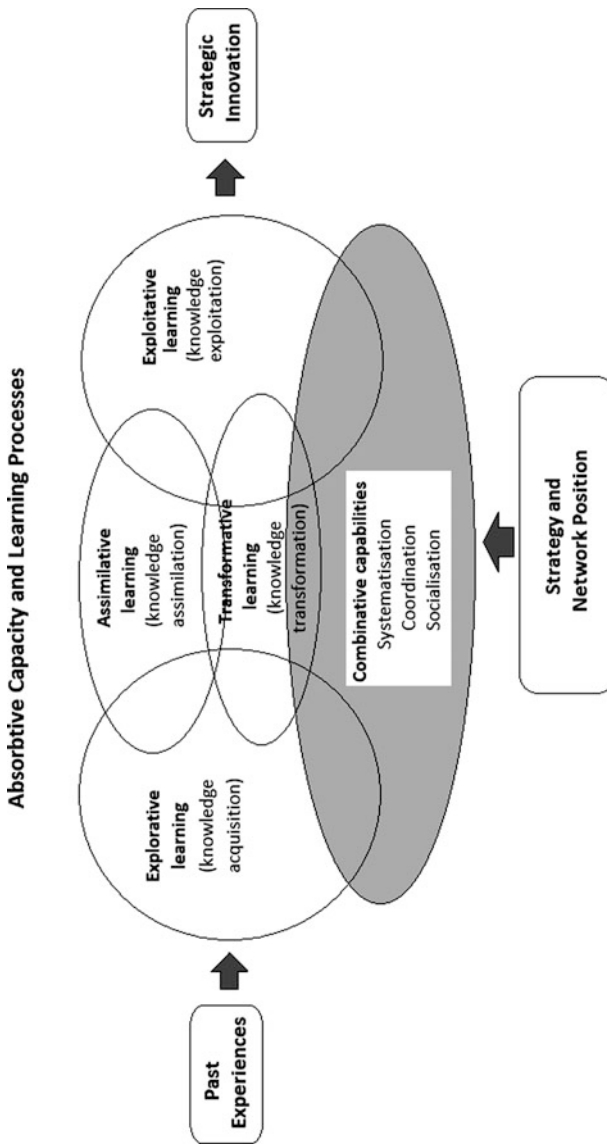 Absorbtive Capacity and Learning Processes
Past
Experiences
Explorative
learning
(knowledge
acquisition)
Assimilative
learning
(knowledge
assimilation)
Transformative
learning
(knowledge
transformation)
Exploitative
learning
(knowledge
exploitation)
Strategic
Innovation
Combinative capabilities
Systematisation
Coordination
Socialisation
Strategy and
Network Position